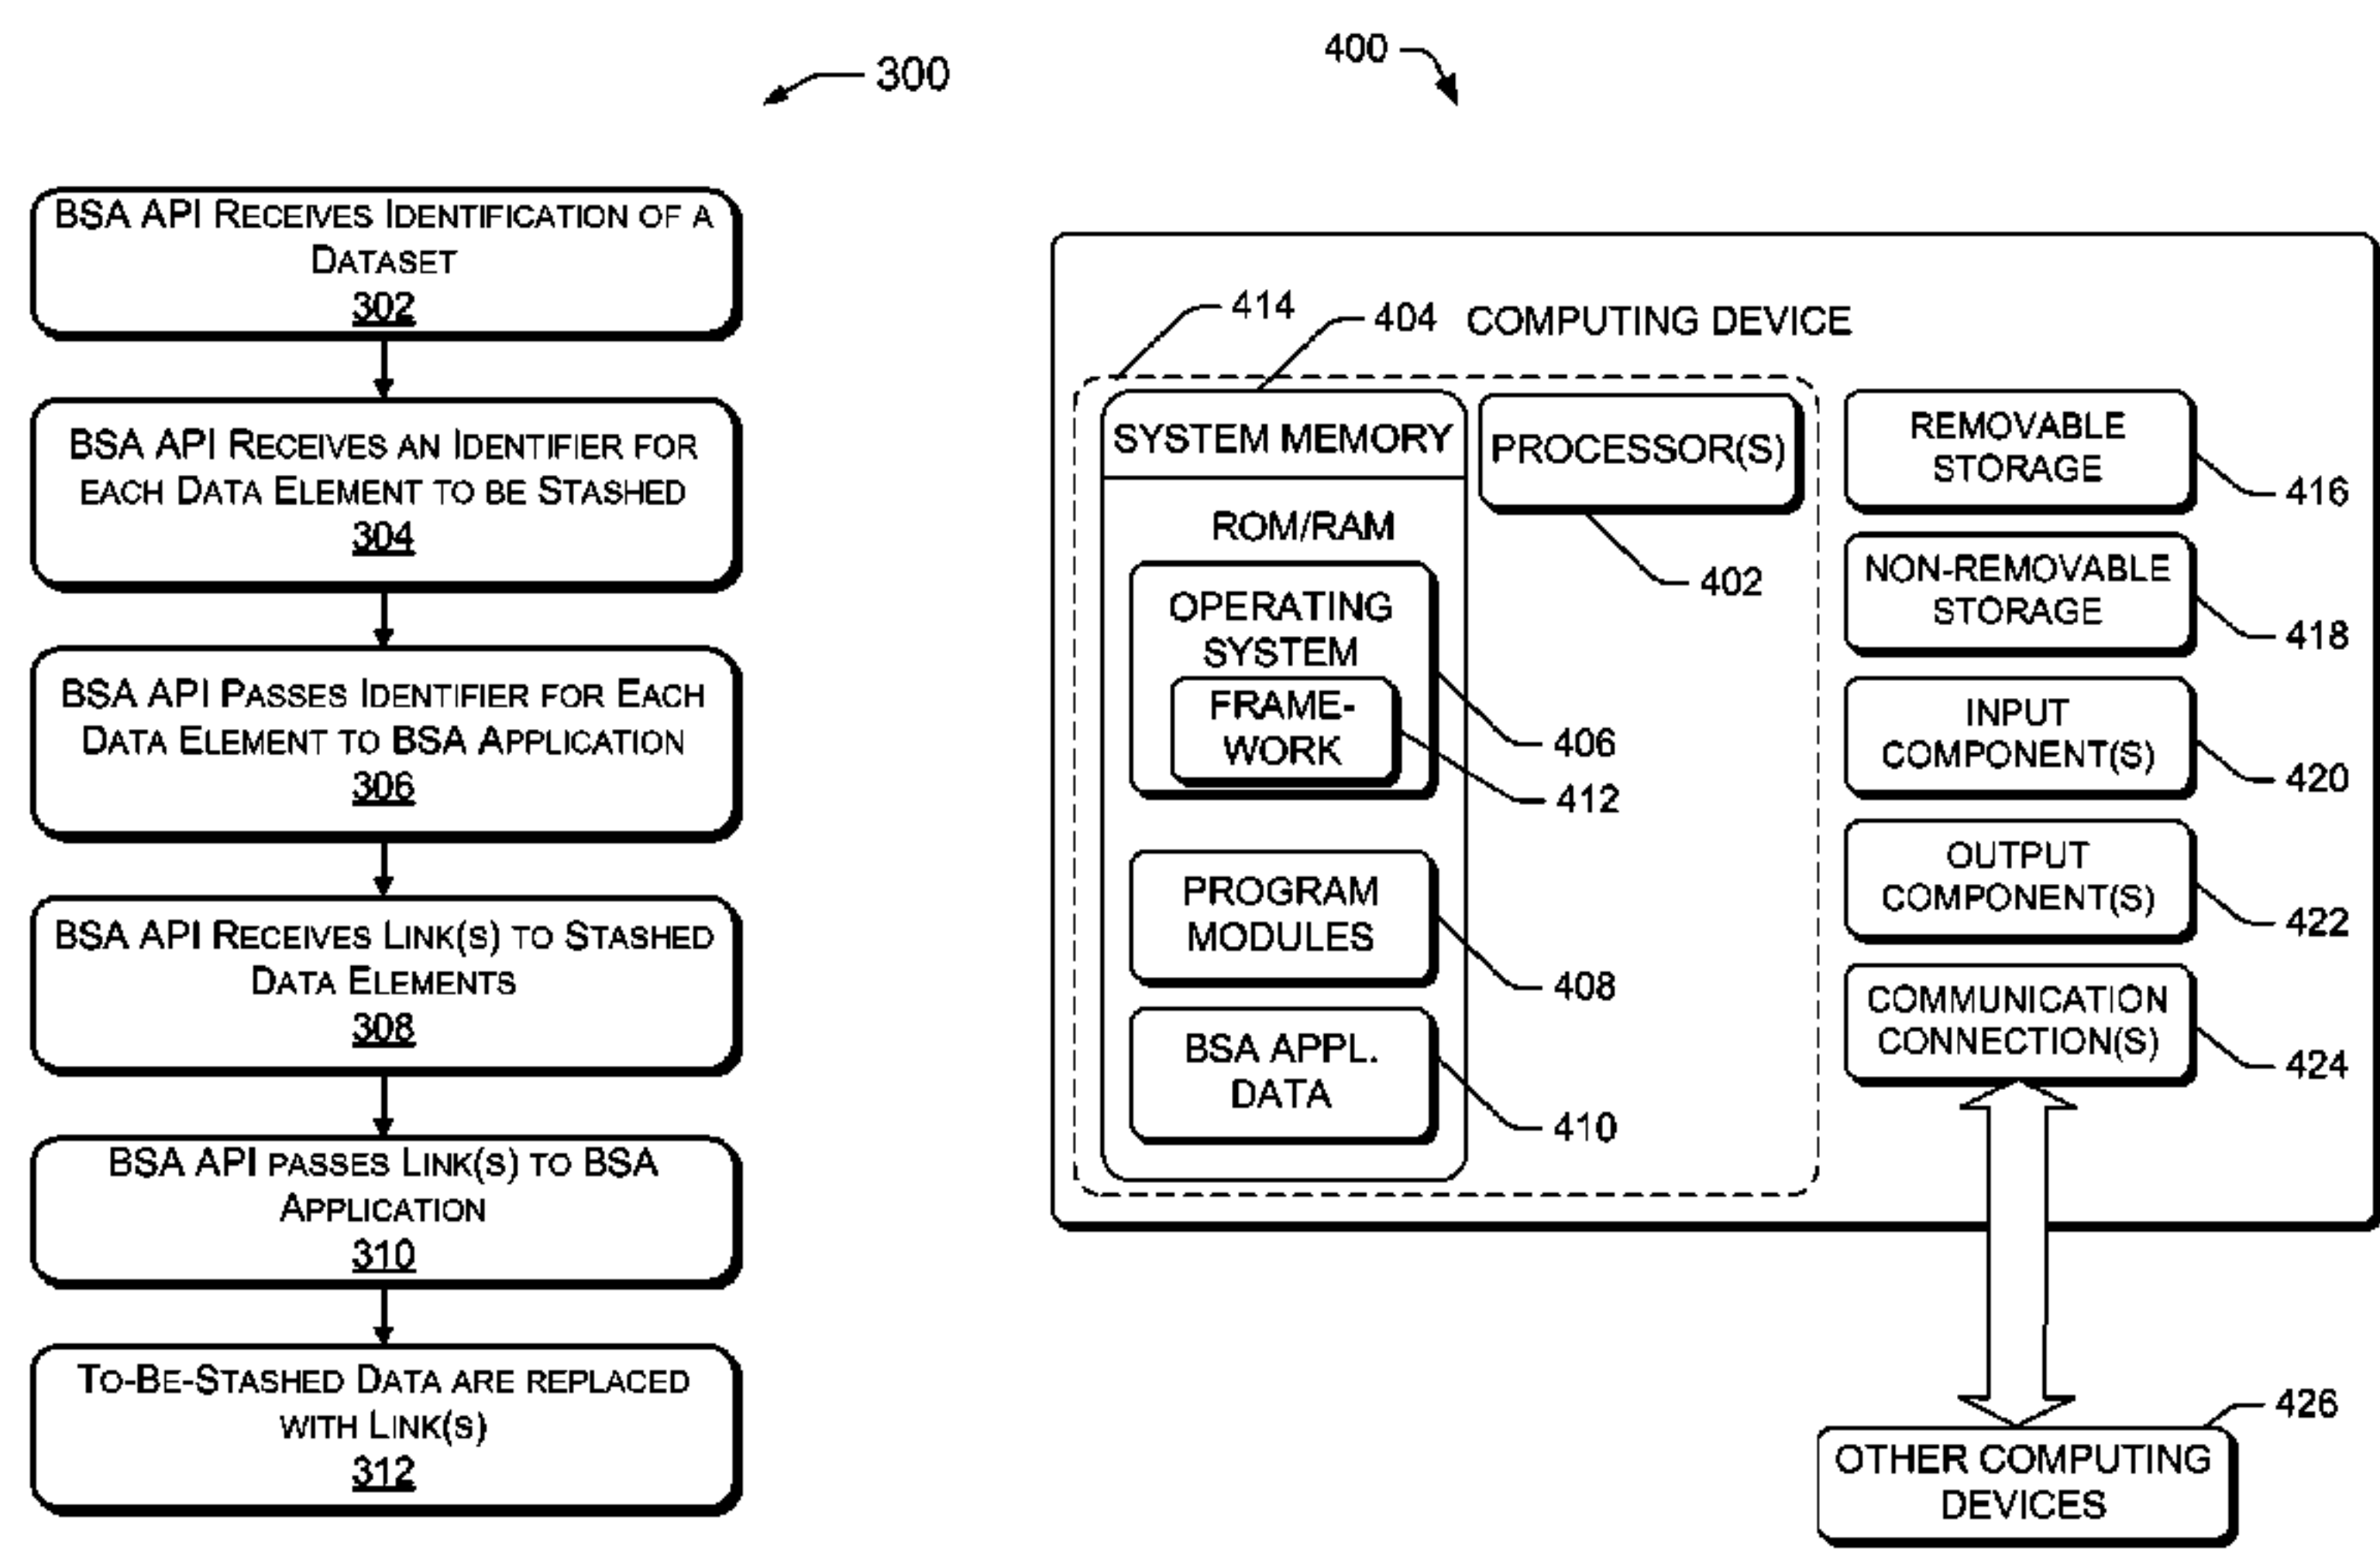 300
BSA API RECEIVES IDENTIFICATION OF A
DATASET
302
BSA API RECEIVES AN IDENTIFIER FOR
EACH DATA ELEMENT TO BE STASHED
304
BSA API PASSES IDENTIFIER FOR EACH
DATA ELEMENT TO BSA APPLICATION
306
BSA API RECEIVES LINK(S) TO STASHED
DATA ELEMENTS
308
BSA API PASSES LINK(S) TO BSA
APPLICATION
310
TO-BE-STASHED DATA ARE REPLACED
WITH LINK(S)
312
400
414
404
COMPUTING DEVICE
SYSTEM MEMORY
ROM/RAM
OPERATING
SYSTEM
FRAME-
WORK
406
412
PROGRAM
MODULES
408
BSA APPL.
DATA
410
PROCESSOR(S)
402
REMOVABLE
STORAGE
416
NON-REMOVABLE
STORAGE
418
INPUT
COMPONENT(S)
420
OUTPUT
COMPONENT(S)
422
COMMUNICATION
CONNECTION(S)
424
426
OTHER COMPUTING
DEVICES